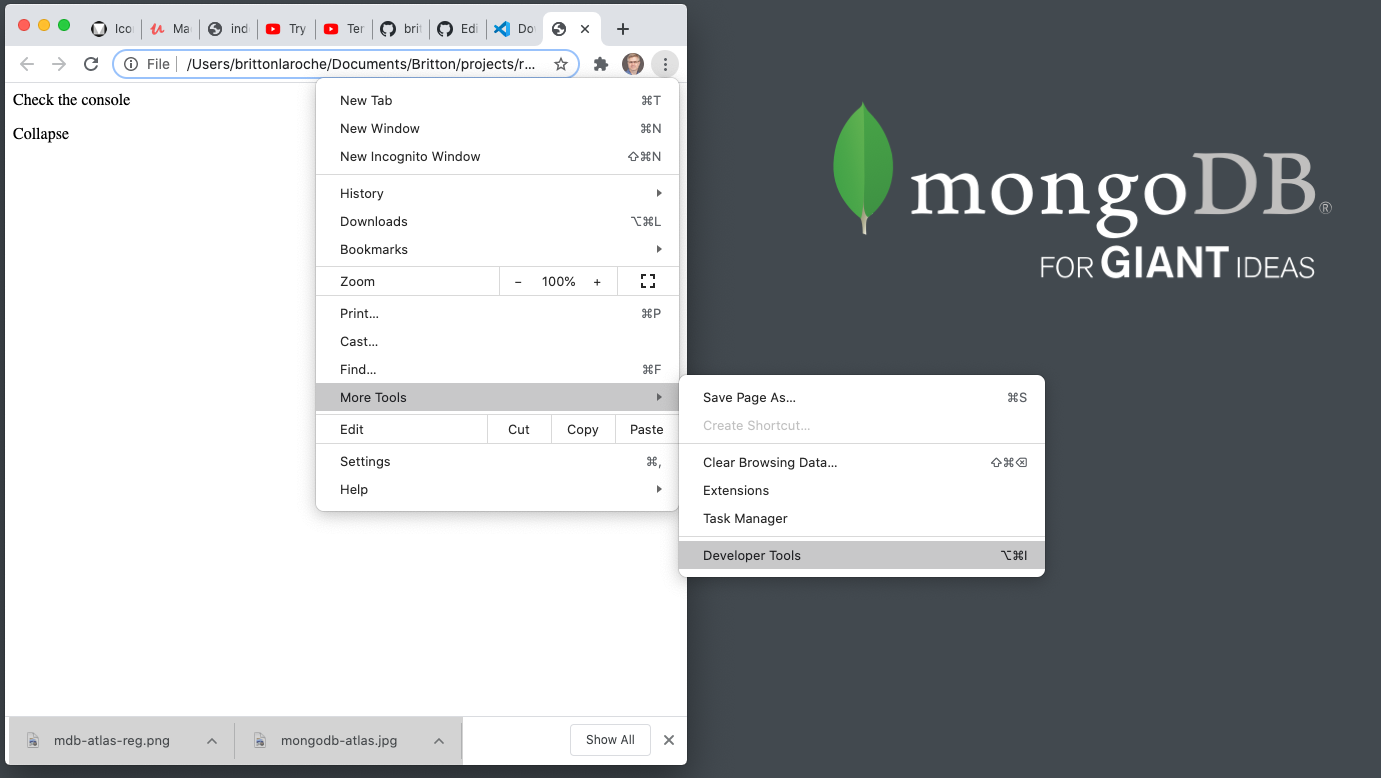 Ico
Ma
ind
Try
Ter
brit
Edi
Do
File
/Users/brittonlaroche/Documents/Britton/projects/r...
Check the console
Collapse
New Tab ⌘T
New Window ⌘N
New Incognito Window ⇧⌘N
History
Downloads ⌥⌘L
Bookmarks
Zoom − 100% +
Print... ⌘P
Cast...
Find... ⌘F
More Tools
Edit Cut Copy Paste
Settings ⌘,
Help
Save Page As... ⌘S
Create Shortcut...
Clear Browsing Data... ⇧⌘⌫
Extensions
Task Manager
Developer Tools ⌥⌘I
mongoDB®
FOR GIANT IDEAS
mdb-atlas-reg.png
mongodb-atlas.jpg
Show All